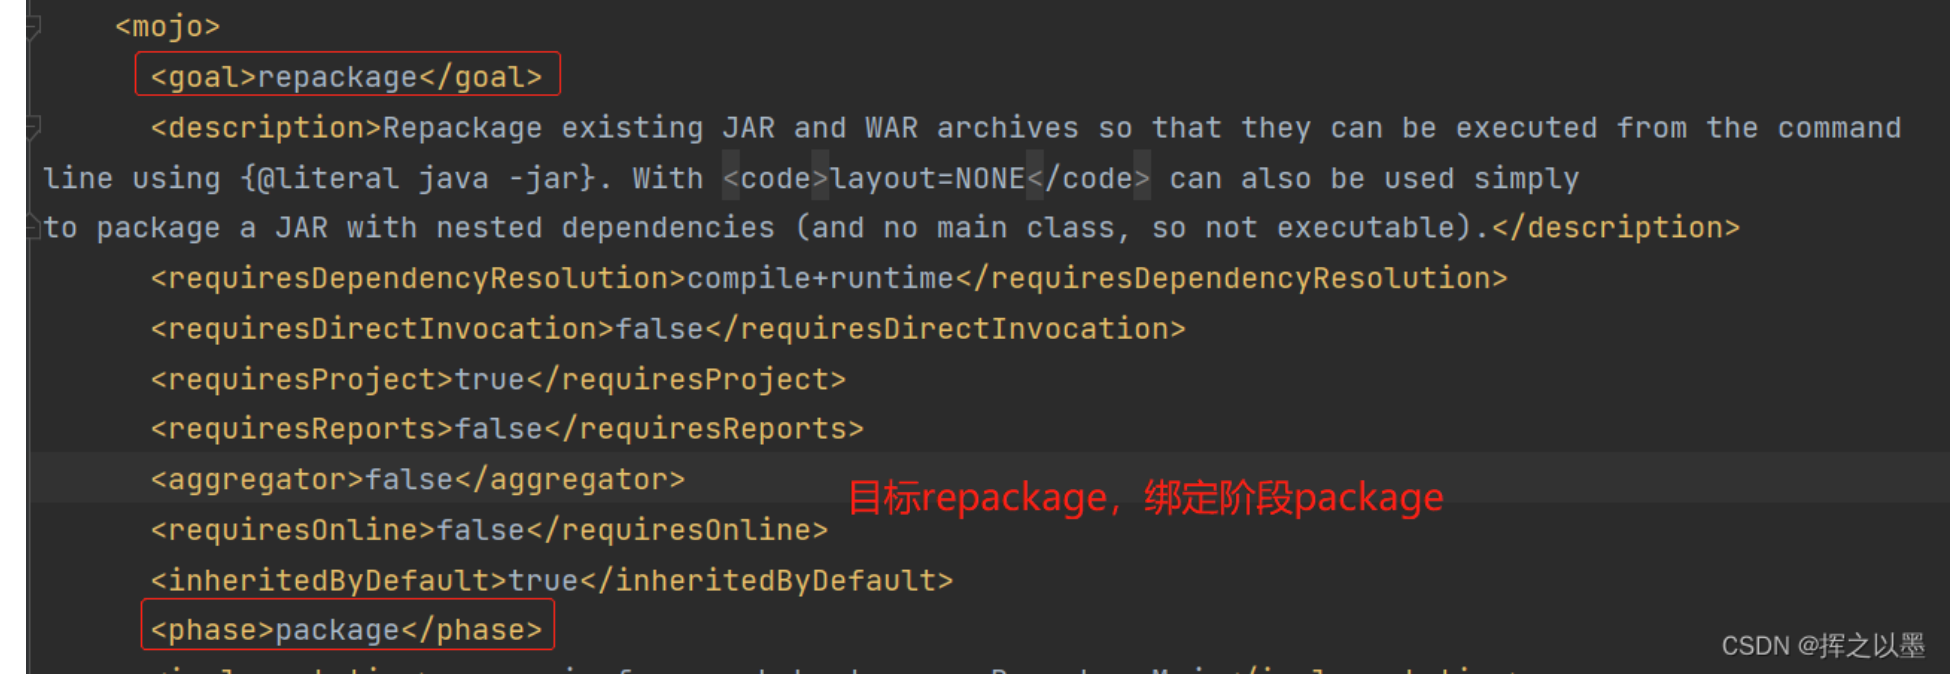 <mojo>
<goal>repackage</goal>
<description>Repackage existing JAR and WAR archives so that they can be executed from the command
line using {@literal java -jar}. With <code>layout=NONE</code> can also be used simply
to package a JAR with nested dependencies (and no main class, so not executable).</description>
<requiresDependencyResolution>compile+runtime</requiresDependencyResolution>
<requiresDirectInvocation>false</requiresDirectInvocation>
<requiresProject>true</requiresProject>
<requiresReports>false</requiresReports>
<aggregator>false</aggregator>
目标repackage，绑定阶段package
<requiresOnline>false</requiresOnline>
<inheritedByDefault>true</inheritedByDefault>
<phase>package</phase>
CSDN @挥之以墨